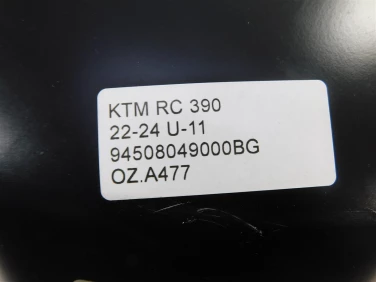 KTM RC 390
22-24 U-11
94508049000BG
OZ.A477